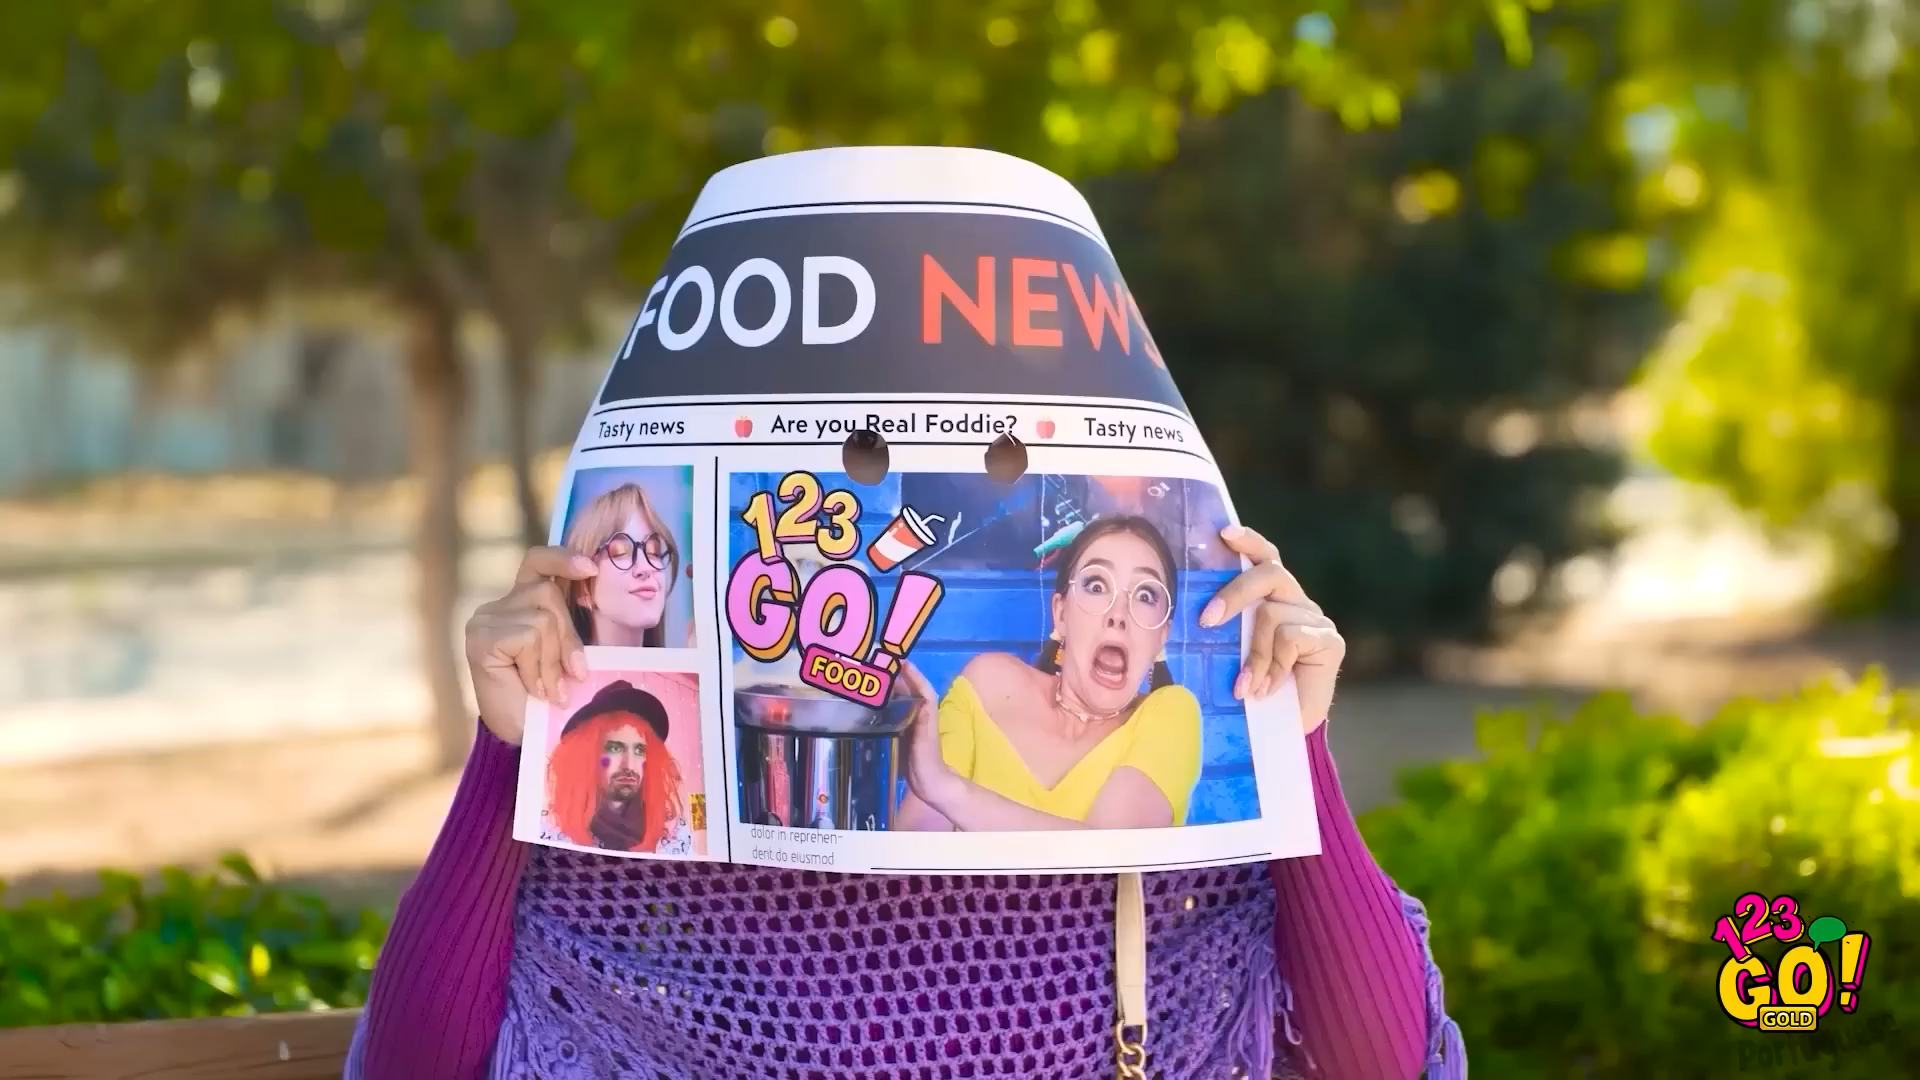 FOOD NEWS
Tasty news Are you Real Foddie? Tasty news
123
GO!
FOOD
dolor in reprehen-
dent do eiusmod
123
GO!
GOLD
Portuguese